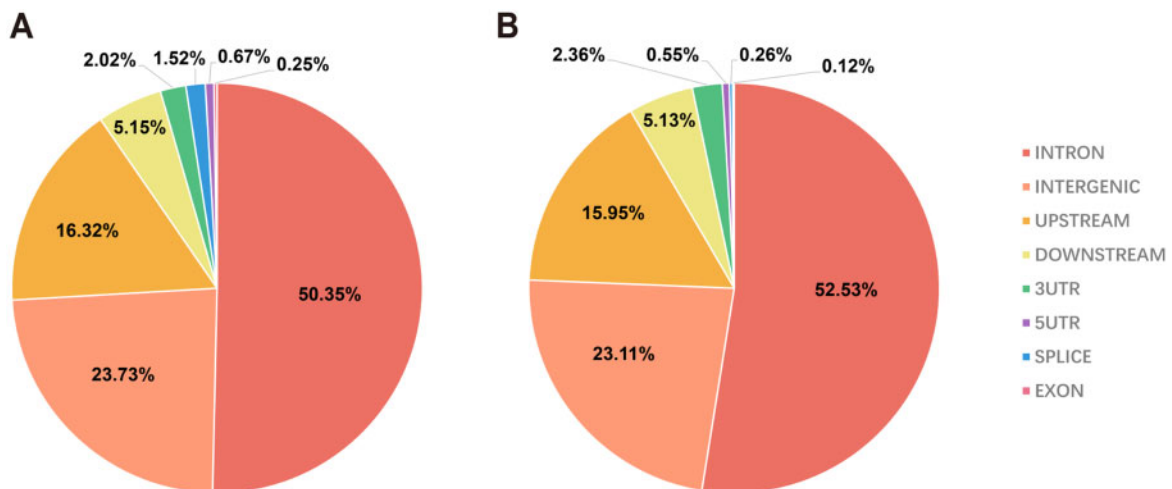 A
2.02%
1.52%
0.67%
0.25%
5.15%
16.32%
50.35%
23.73%
B
2.36%
0.55%
0.26%
0.12%
5.13%
15.95%
52.53%
23.11%
INTRON
INTERGENIC
UPSTREAM
DOWNSTREAM
3UTR
5UTR
SPLICE
EXON